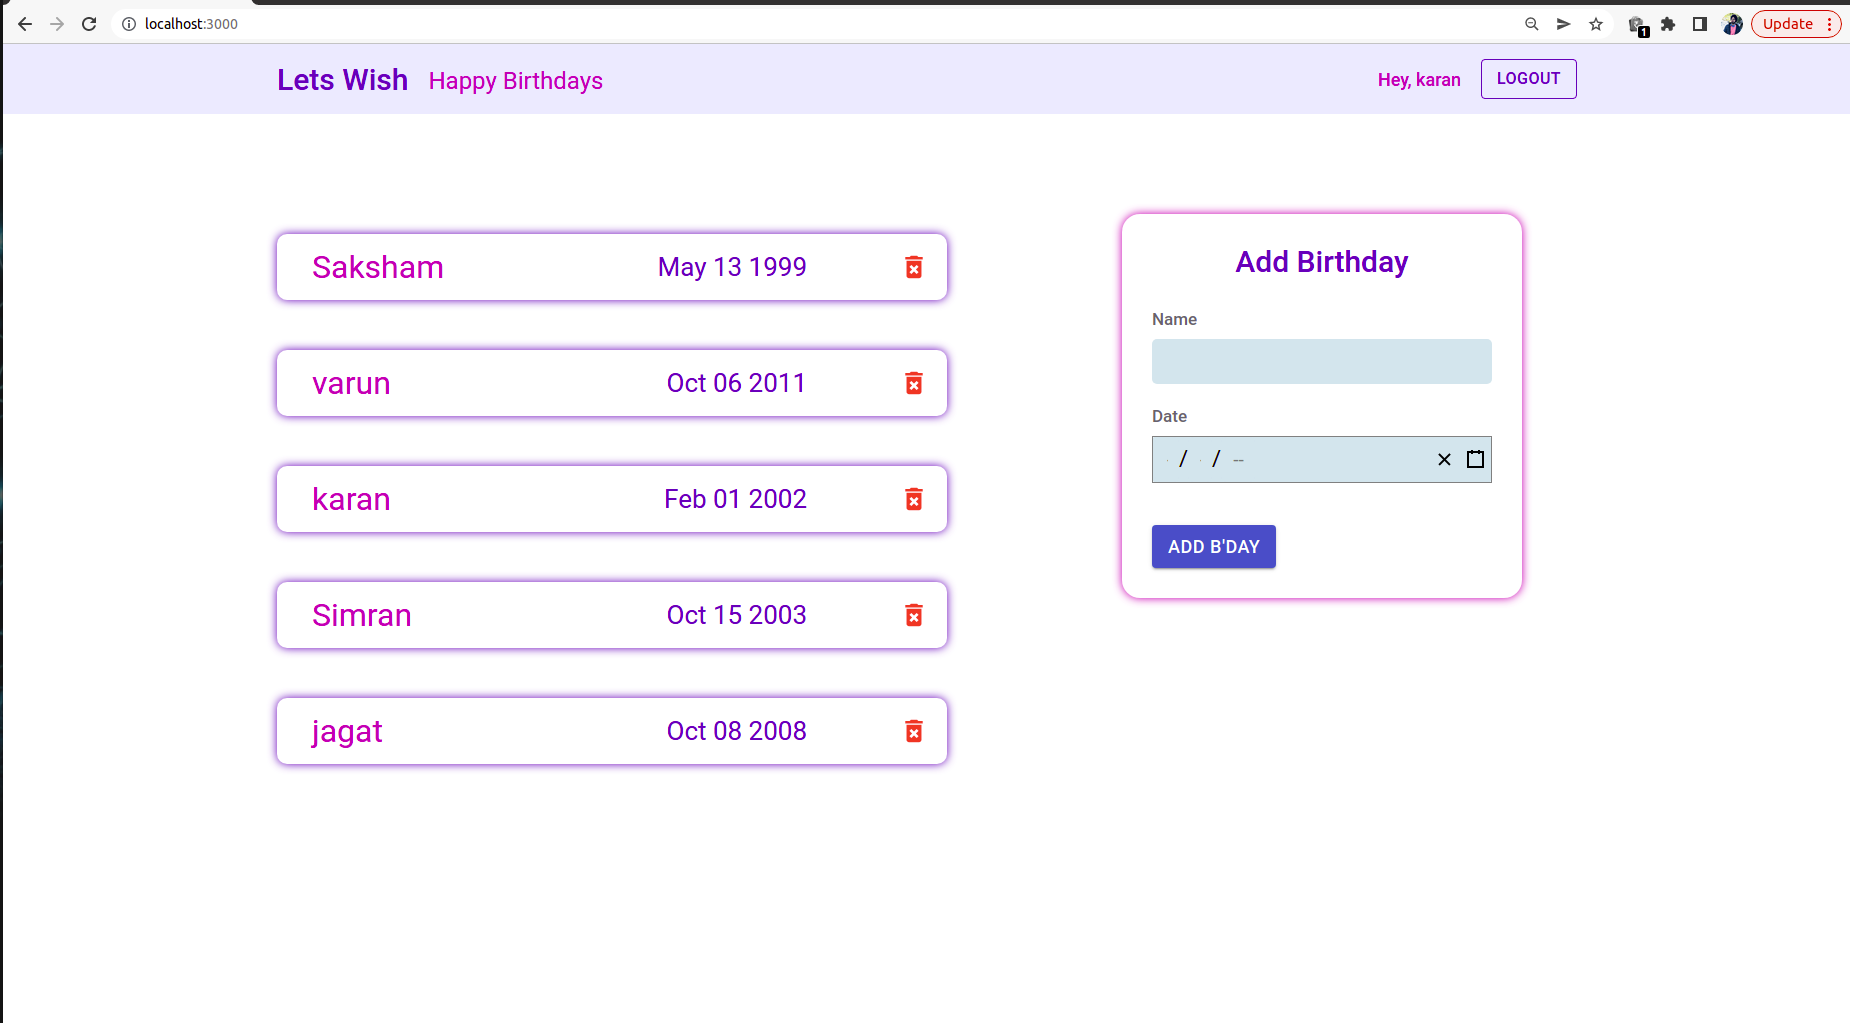 localhost:3000
1
Update
Lets Wish Happy Birthdays
Hey, karan LOGOUT
Saksham May 13 1999
varun Oct 06 2011
karan Feb 01 2002
Simran Oct 15 2003
jagat Oct 08 2008
Add Birthday
Name
Date
/ / --
ADD B'DAY